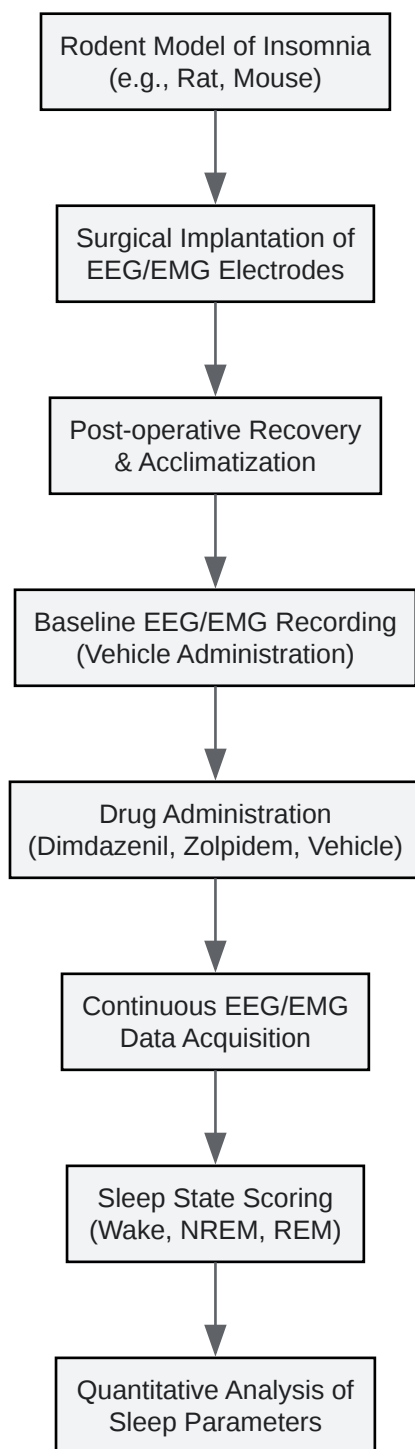 Rodent Model of Insomnia
(e.g., Rat, Mouse)
Surgical Implantation of
EEG/EMG Electrodes
Post-operative Recovery
& Acclimatization
Baseline EEG/EMG Recording
(Vehicle Administration)
Drug Administration
(Dimdazenil, Zolpidem, Vehicle)
Continuous EEG/EMG
Data Acquisition
Sleep State Scoring
(Wake, NREM, REM)
Quantitative Analysis of
Sleep Parameters